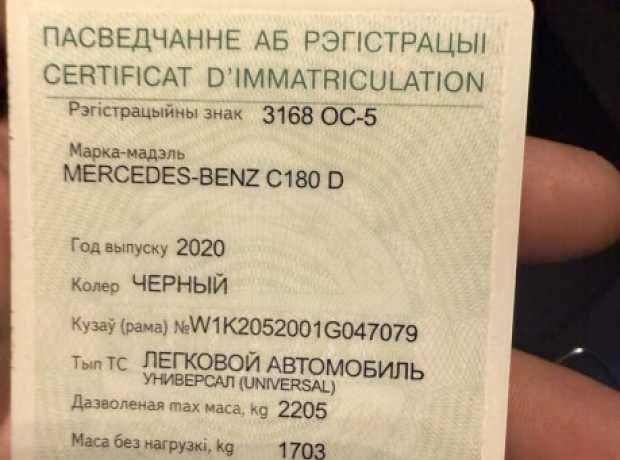 ПАСВЕДЧАННЕ АБ РЭГІСТРАЦЫІ
CERTIFICAT D'IMMATRICULATION
Рэгістрацыйны знак 3168 ОС-5
Марка-мадэль
MERCEDES-BENZ C180 D
Год выпуску 2020
Колер ЧЕРНЫЙ
Кузаў (рама) №W1K2052001G047079
Тып ТС ЛЕГКОВОЙ АВТОМОБИЛЬ
УНИВЕРСАЛ (UNIVERSAL)
Дазволеная max маса, kg 2205
Маса без нагрузкі, kg 1703